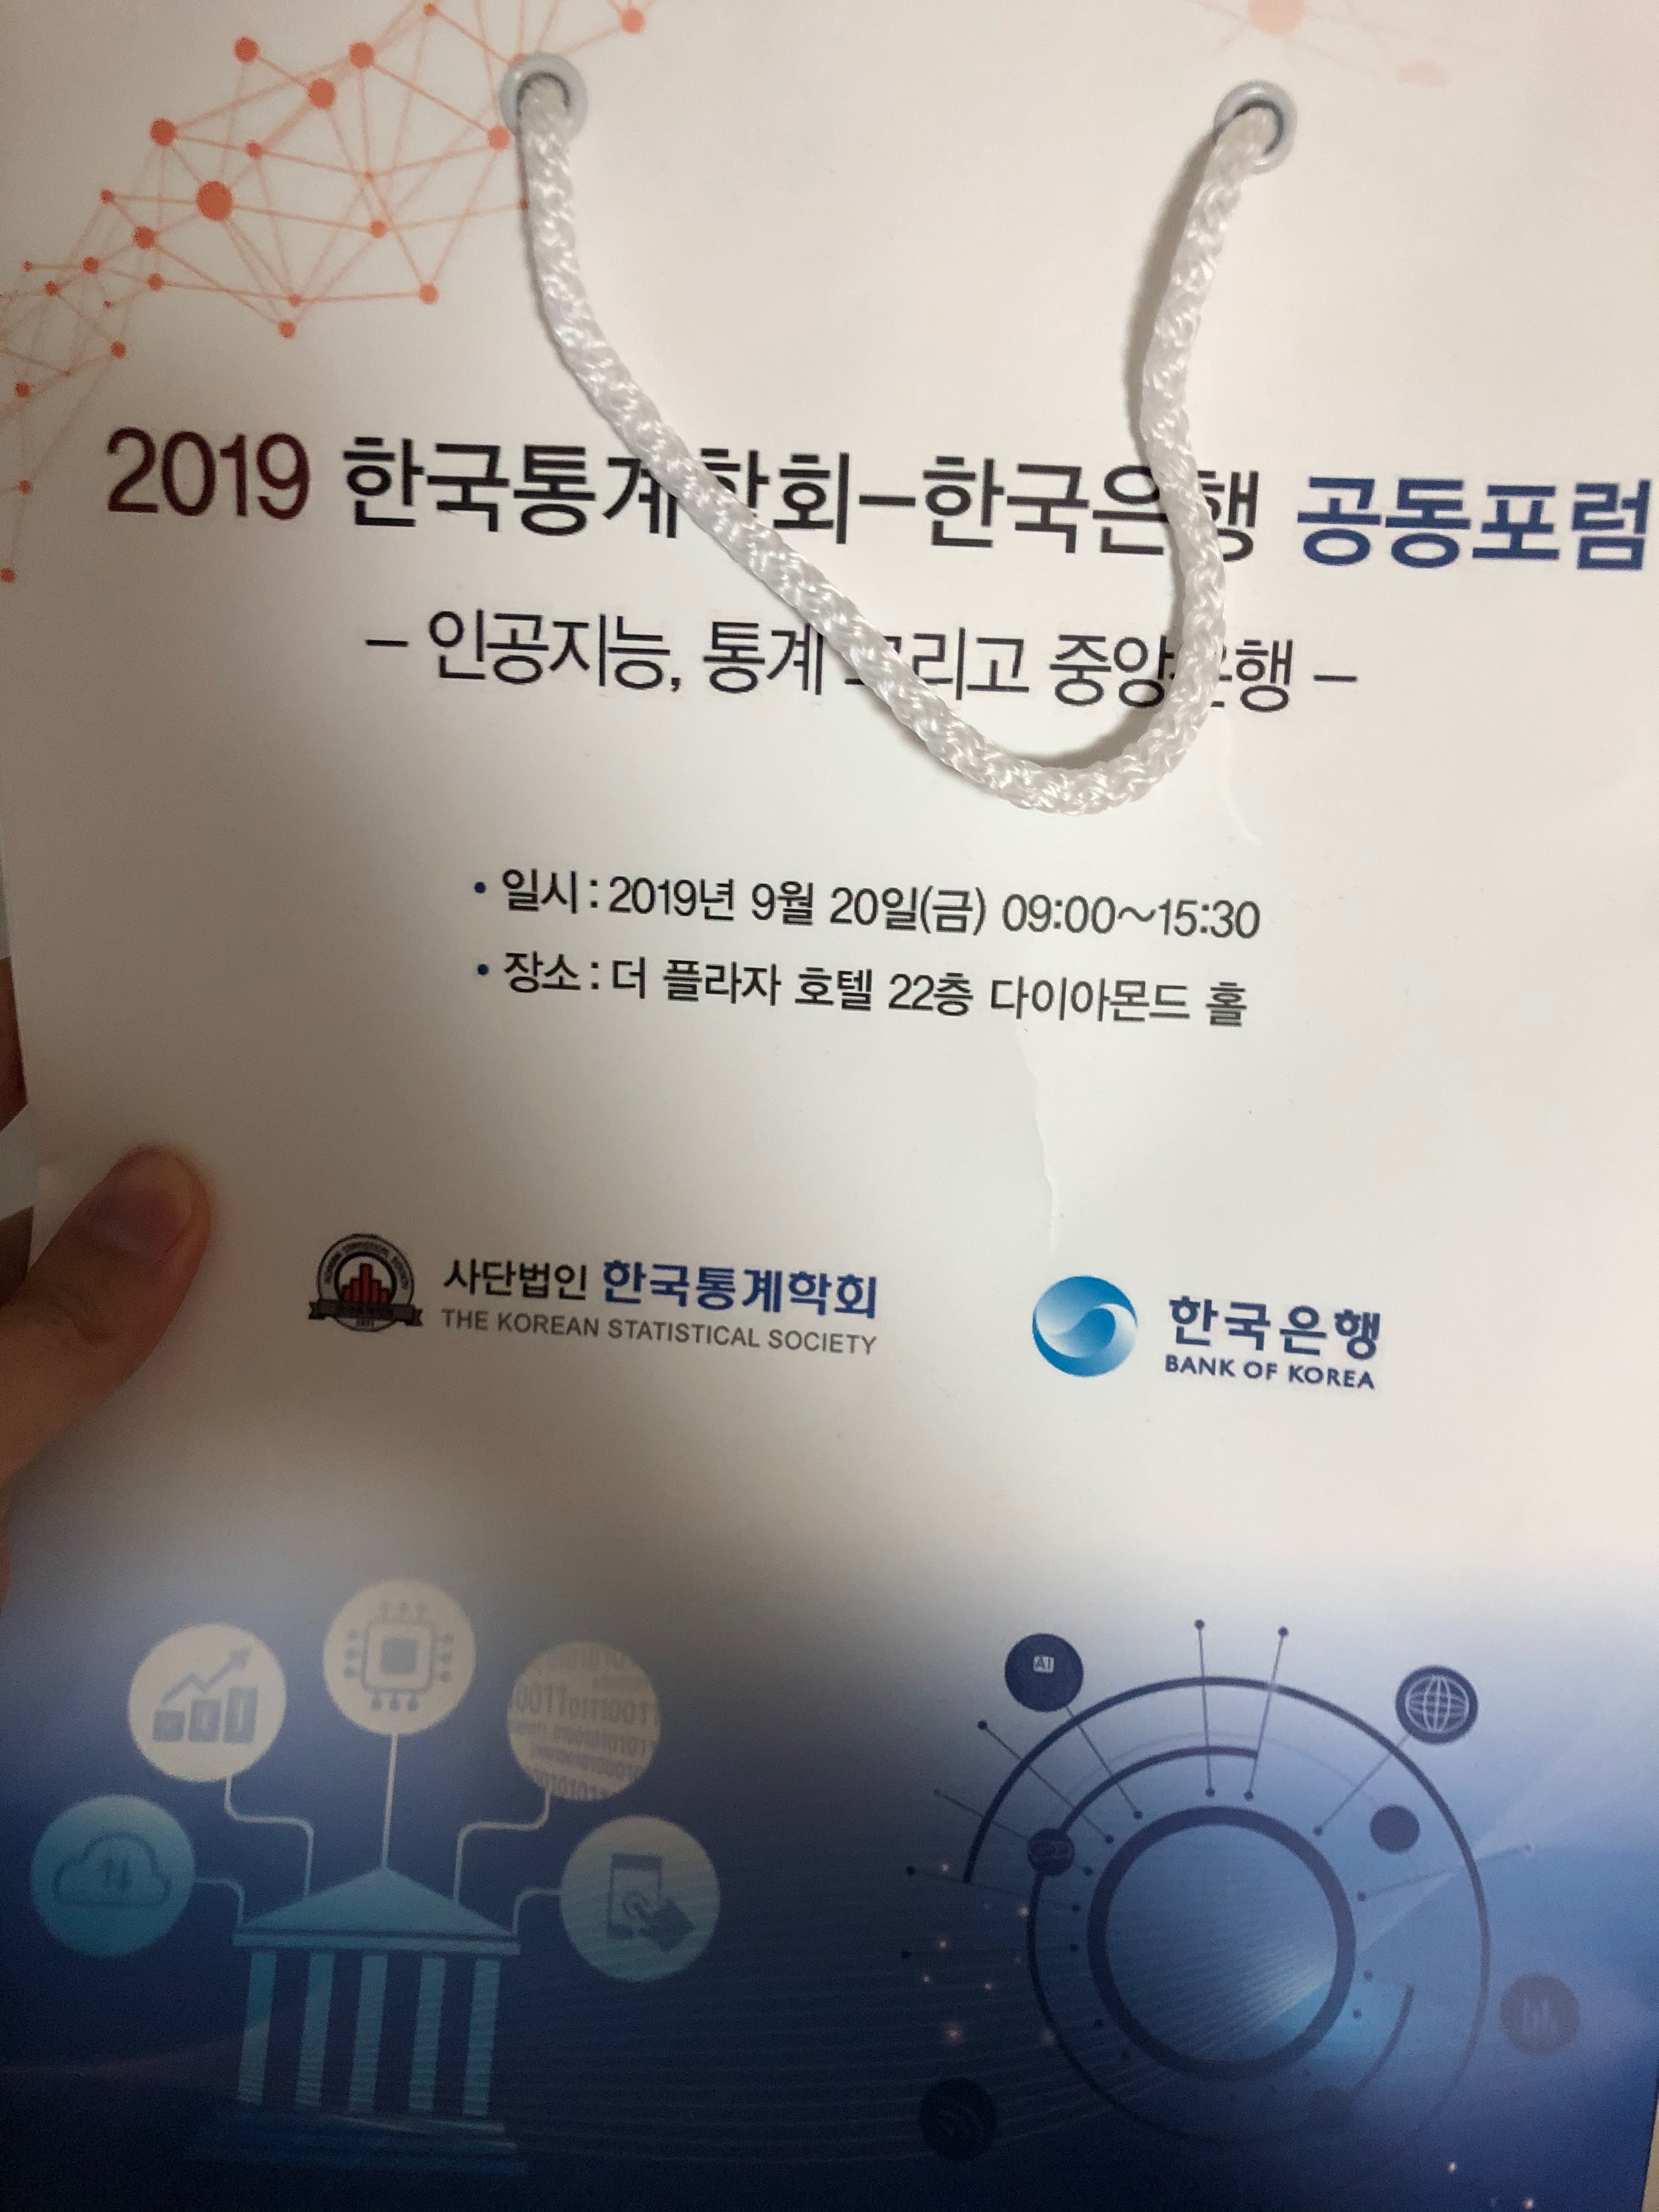 2019 한국통계학회-한국은행 공동포럼
- 인공지능, 통계 그리고 중앙은행 -
• 일시 : 2019년 9월 20일(금) 09:00~15:30
• 장소 : 더 플라자 호텔 22층 다이아몬드 홀
사단법인 한국통계학회
THE KOREAN STATISTICAL SOCIETY
한국은행
BANK OF KOREA
AI